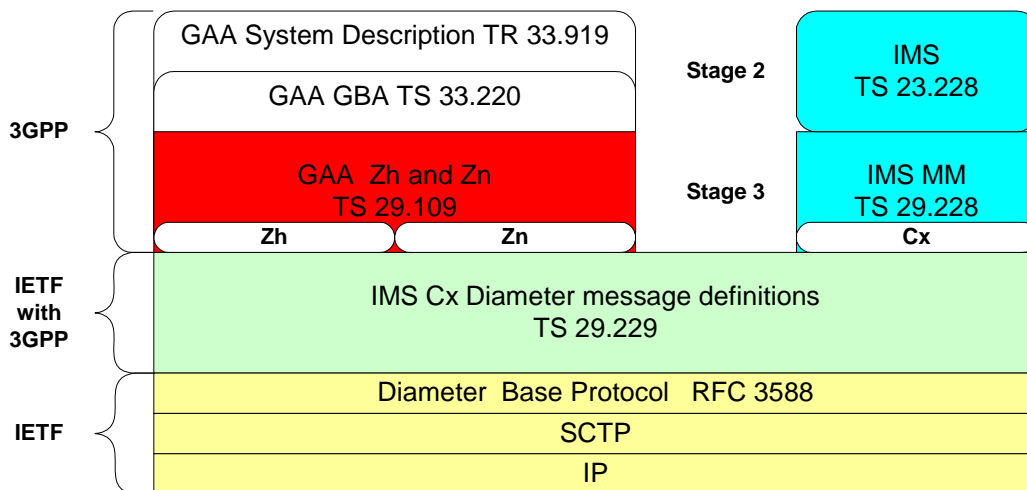 GAA System Description TR 33.919
GAA GBA TS 33.220
Stage 2
IMS
TS 23.228
3GPP
GAA Zh and Zn
TS 29.109
Stage 3
IMS MM
TS 29.228
Zh
Zn
Cx
IETF
with
3GPP
IMS Cx Diameter message definitions
TS 29.229
IETF
Diameter Base Protocol RFC 3588
SCTP
IP